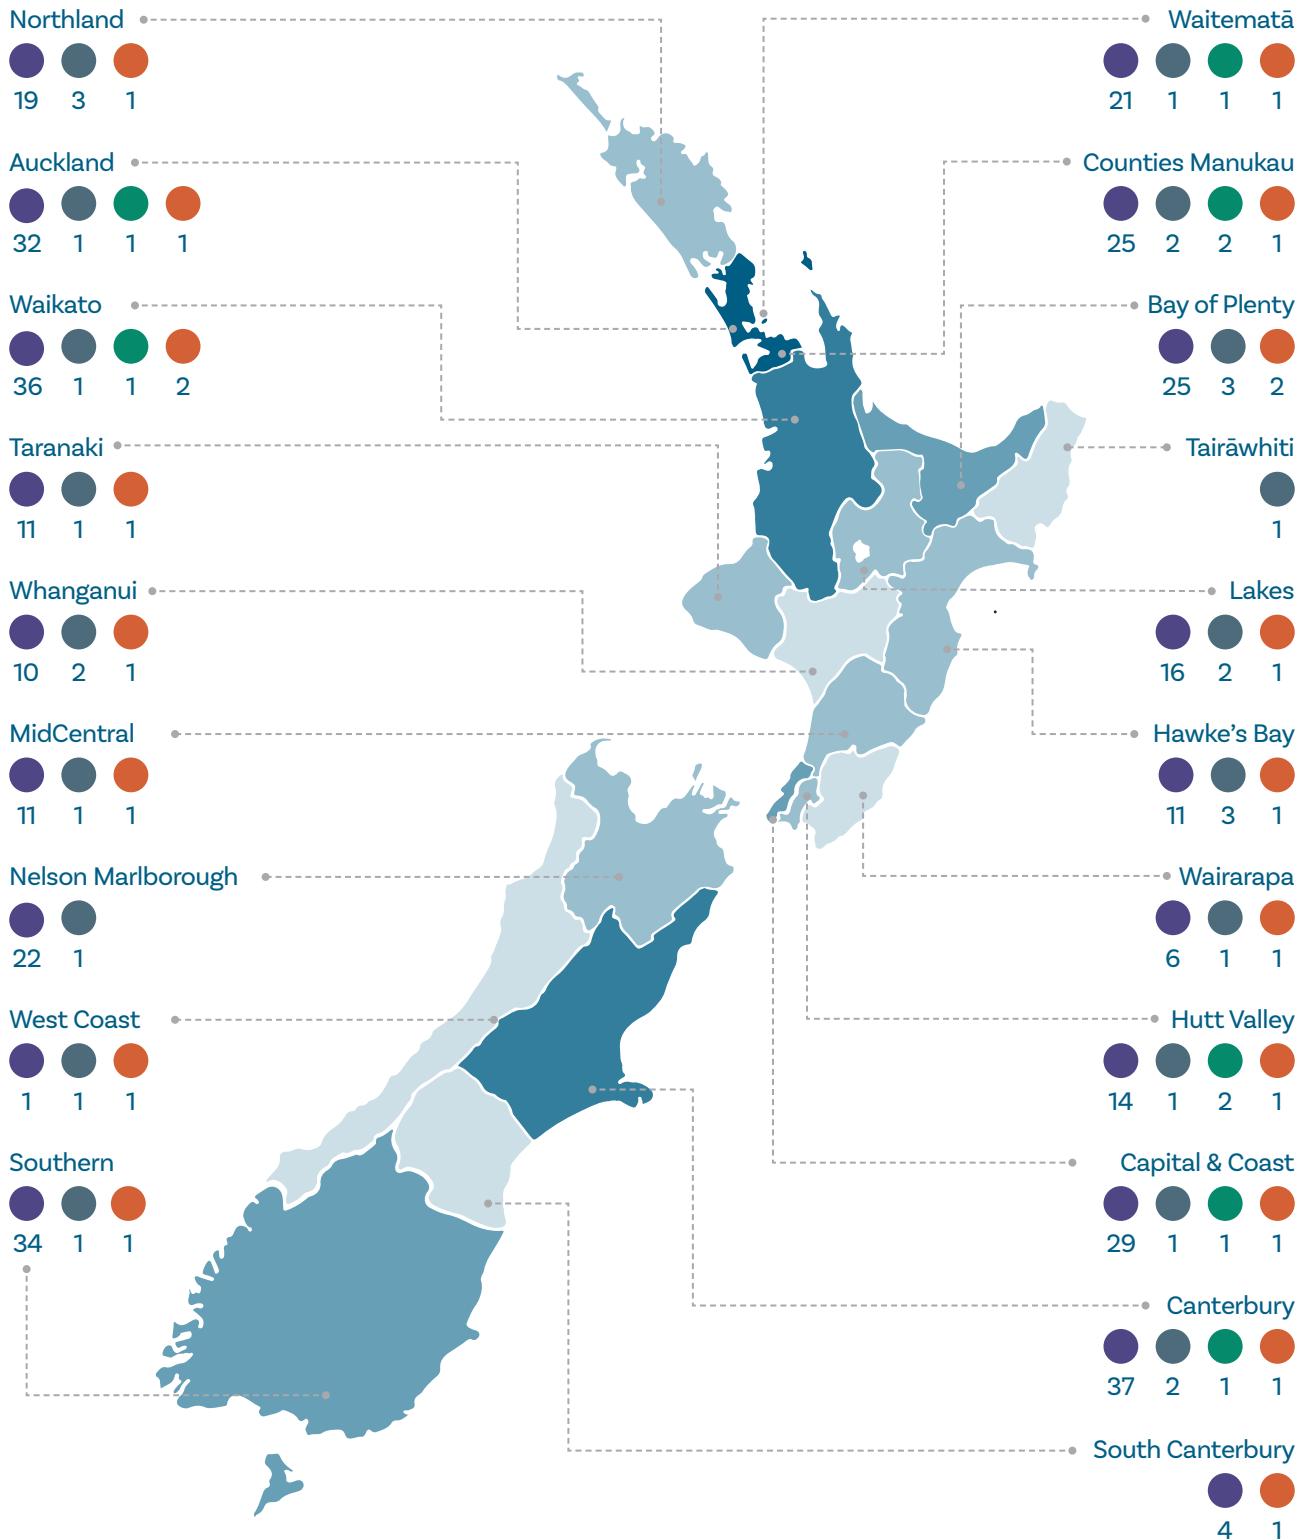 Northland
19 3 1
Auckland
32 1 1 1
Waikato
36 1 1 2
Taranaki
11 1 1
Whanganui
10 2 1
MidCentral
11 1 1
Nelson Marlborough
22 1
West Coast
1 1 1
Southern
34 1 1
Waitematā
21 1 1 1
Counties Manukau
25 2 2 1
Bay of Plenty
25 3 2
Tairāwhiti
1
Lakes
16 2 1
Hawke’s Bay
11 3 1
Wairarapa
6 1 1
Hutt Valley
14 1 2 1
Capital & Coast
29 1 1 1
Canterbury
37 2 1 1
South Canterbury
4 1